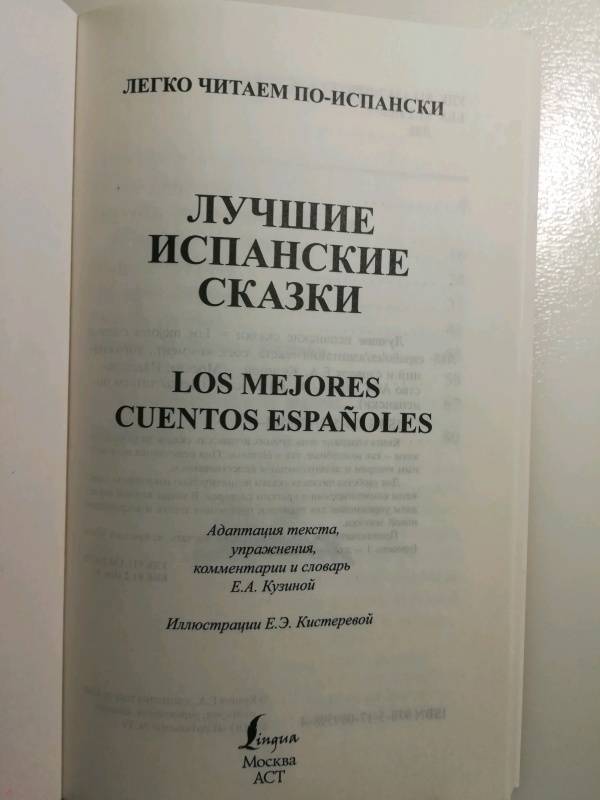 ЛЕГКО ЧИТАЕМ ПО-ИСПАНСКИ
ЛУЧШИЕ
ИСПАНСКИЕ
СКАЗКИ
LOS MEJORES
CUENTOS ESPAÑOLES
Адаптация текста,
упражнения,
комментарии и словарь
Е.А. Кузиной
Иллюстрации Е.Э. Кистеревой
Lingua
Москва
АСТ